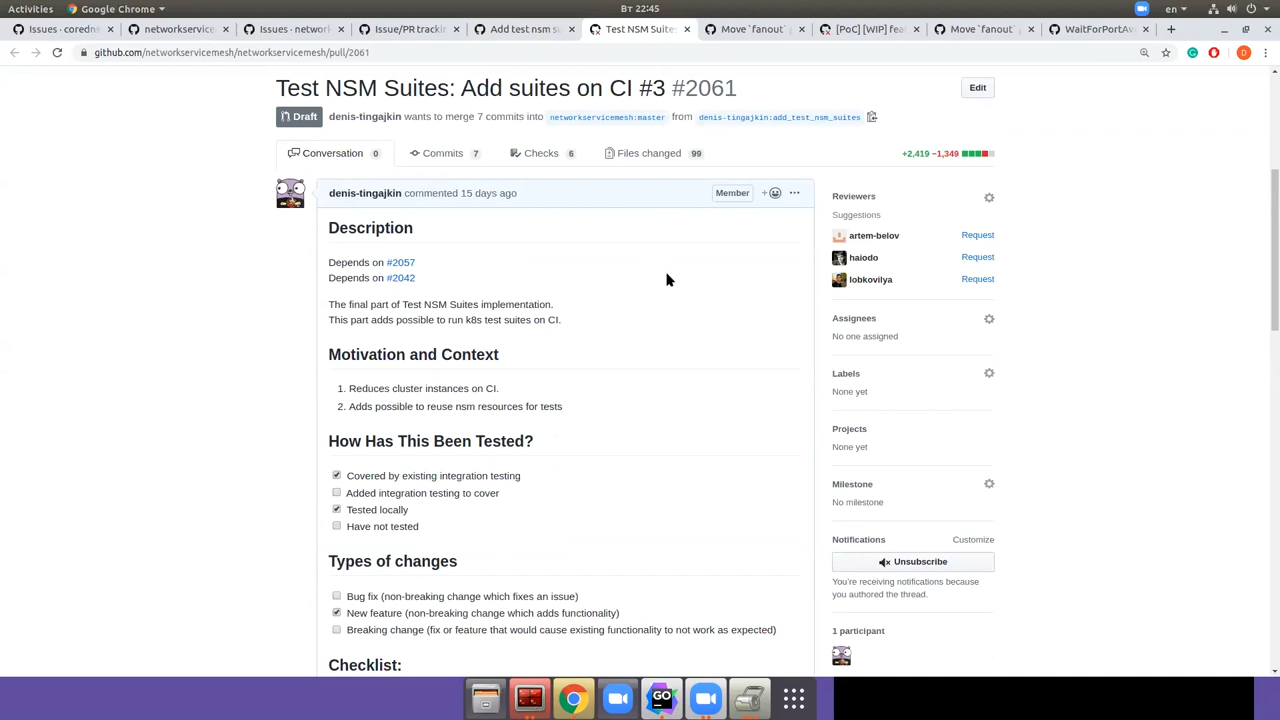 Activities
Google Chrome
Вт 22:45
en
Issues · coredns
networkservicemesh
Issues · network
Issue/PR tracking
Add test nsm suites
Test NSM Suites
Move `fanout` p
[PoC] [WIP] feat
Move `fanout` p
WaitForPortAva
github.com/networkservicemesh/networkservicemesh/pull/2061
D
Test NSM Suites: Add suites on CI #3 #2061
Edit
Draft
denis-tingajkin wants to merge 7 commits into networkservicemesh:master from denis-tingajkin:add_test_nsm_suites
Conversation 0
Commits 7
Checks 6
Files changed 99
+2,419 −1,349
denis-tingajkin commented 15 days ago
Member
Description
Depends on #2057
Depends on #2042
The final part of Test NSM Suites implementation.
This part adds possible to run k8s test suites on CI.
Motivation and Context
1. Reduces cluster instances on CI.
2. Adds possible to reuse nsm resources for tests
How Has This Been Tested?
Covered by existing integration testing
Added integration testing to cover
Tested locally
Have not tested
Types of changes
Bug fix (non-breaking change which fixes an issue)
New feature (non-breaking change which adds functionality)
Breaking change (fix or feature that would cause existing functionality to not work as expected)
Checklist:
Reviewers
Suggestions
artem-belov Request
haiodo Request
lobkovilya Request
Assignees
No one assigned
Labels
None yet
Projects
None yet
Milestone
No milestone
Notifications
Customize
Unsubscribe
You're receiving notifications because
you authored the thread.
1 participant
GO